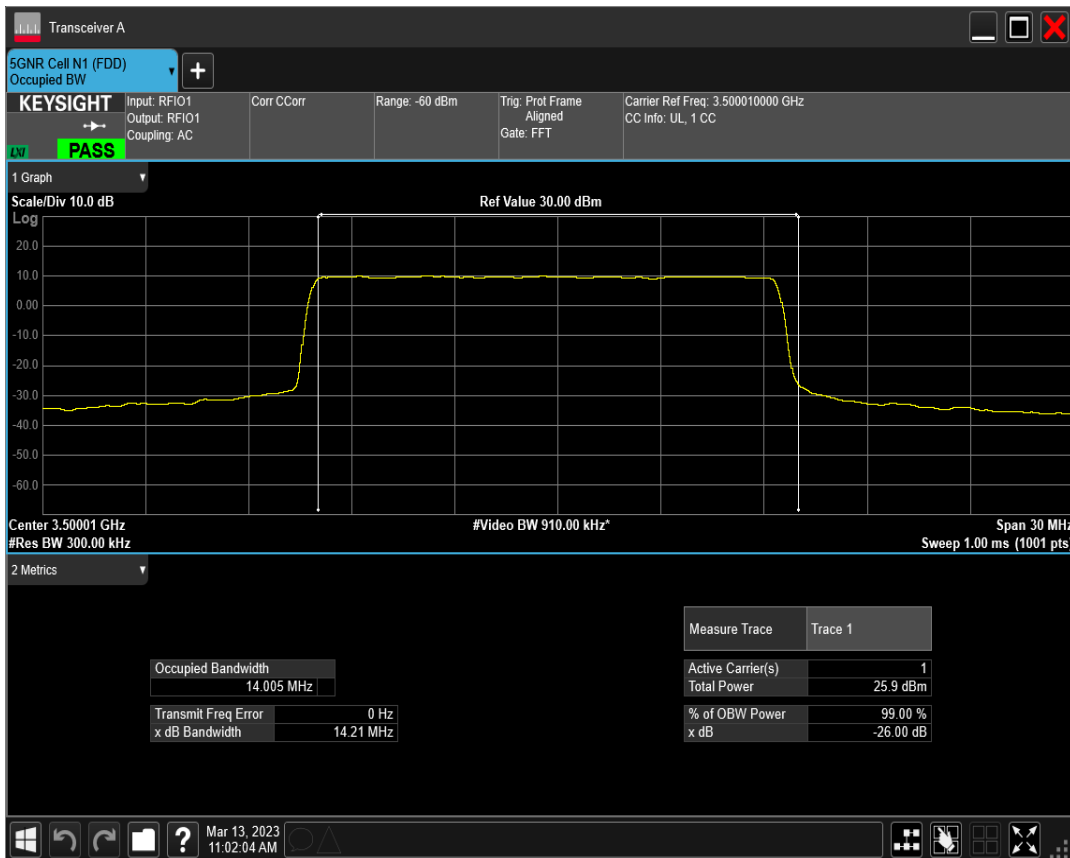 Transceiver A
5GNR Cell N1 (FDD)
Occupied BW
KEYSIGHT
LXI
PASS
Input: RFIO1
Output: RFIO1
Coupling: AC
Corr CCorr
Range: -60 dBm
Trig: Prot Frame
Aligned
Gate: FFT
Carrier Ref Freq: 3.500010000 GHz
CC Info: UL, 1 CC
1 Graph
Scale/Div 10.0 dB
Ref Value 30.00 dBm
Log
20.0
10.0
0.00
-10.0
-20.0
-30.0
-40.0
-50.0
-60.0
Center 3.50001 GHz
#Video BW 910.00 kHz*
Span 30 MHz
#Res BW 300.00 kHz
Sweep 1.00 ms (1001 pts)
2 Metrics
Measure Trace Trace 1
Occupied Bandwidth
14.005 MHz
Active Carrier(s) 1
Total Power 25.9 dBm
Transmit Freq Error 0 Hz
x dB Bandwidth 14.21 MHz
% of OBW Power 99.00 %
x dB -26.00 dB
?
Mar 13, 2023
11:02:04 AM